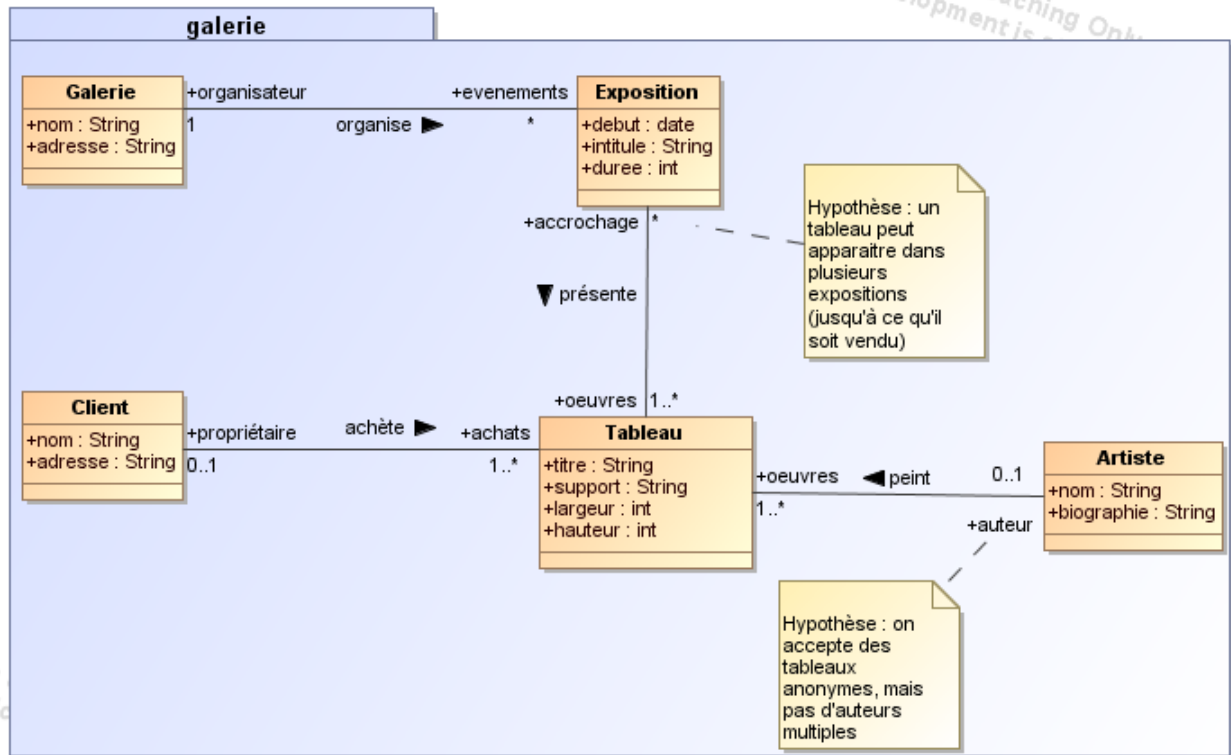 galerie
Galerie
+nom : String
+adresse : String
+organisateur
1
organise
+evenements
*
Exposition
+debut : date
+intitule : String
+duree : int
+accrochage
*
Hypothèse : un
tableau peut
apparaitre dans
plusieurs
expositions
(jusqu'à ce qu'il
soit vendu)
présente
+oeuvres
1..*
Client
+nom : String
+adresse : String
+propriétaire
0..1
achète
+achats
1..*
Tableau
+titre : String
+support : String
+largeur : int
+hauteur : int
+oeuvres
1..*
peint
0..1
+auteur
Artiste
+nom : String
+biographie : String
Hypothèse : on
accepte des
tableaux
anonymes, mais
pas d'auteurs
multiples